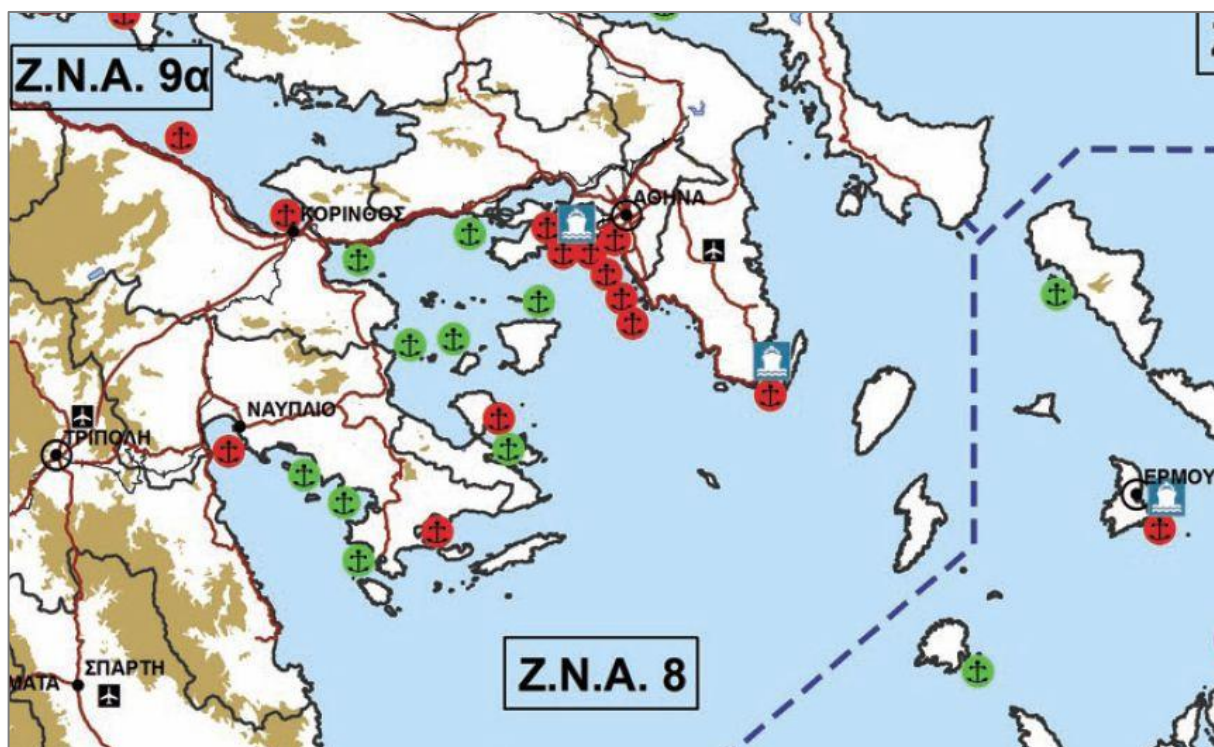 Ζ.Ν.Α. 9α
ΑΘΗΝΑ
ΚΟΡΙΝΘΟΣ
ΝΑΥΠΛΙΟ
ΤΡΙΠΟΛΗ
ΕΡΜΟΥ
Ζ.Ν.Α. 8
ΣΠΑΡΤΗ
ΜΑΤΑ